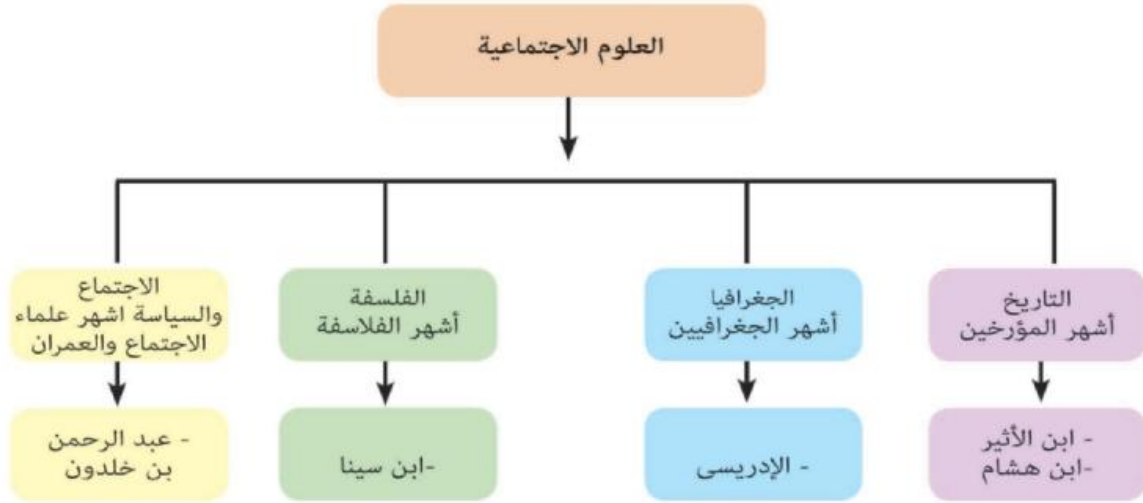 العلوم الاجتماعية
التاريخ
أشهر المؤرخين
- ابن الأثير
-ابن هشام
الجغرافيا
أشهر الجغرافيين
- الإدريسى
الفلسفة
أشهر الفلاسفة
-ابن سينا
الاجتماع
والسياسة اشهر علماء
الاجتماع والعمران
- عبد الرحمن
بن خلدون